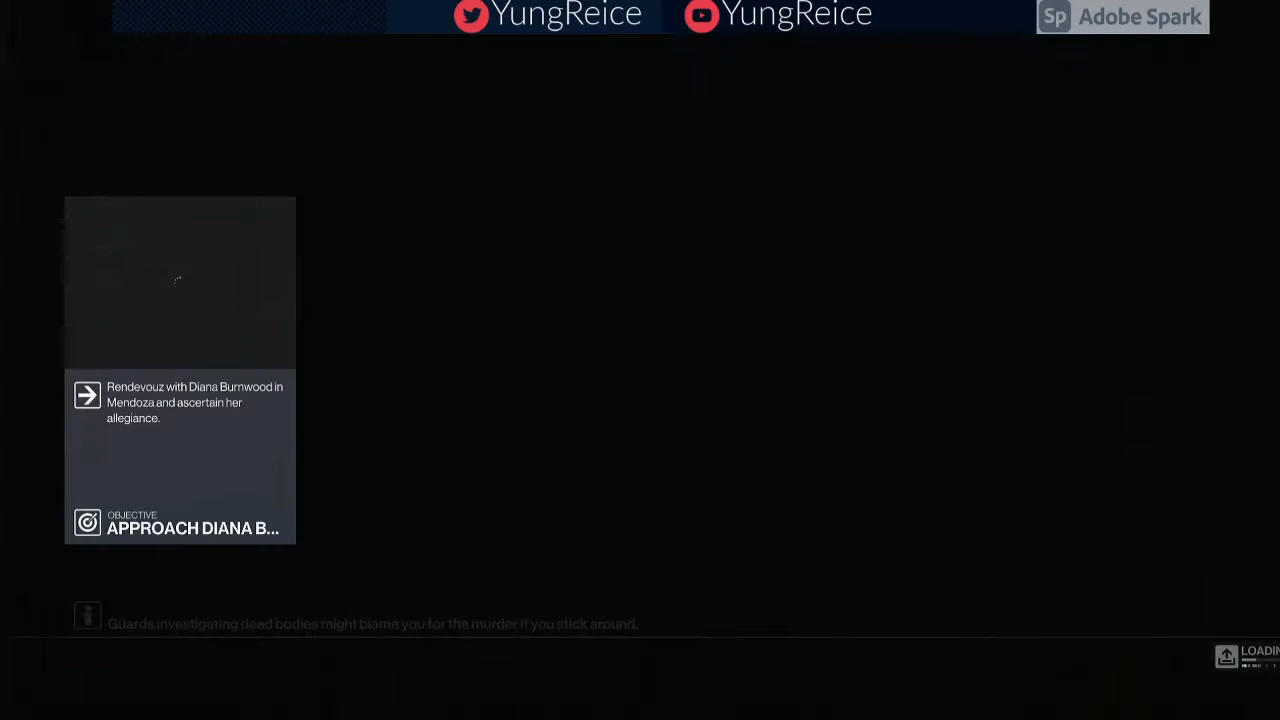 YungReice YungReice Sp Adobe Spark
Rendevouz with Diana Burnwood in
Mendoza and ascertain her
allegiance.
OBJECTIVE
APPROACH DIANA B...
Guards investigating dead bodies might blame you for the murder if you stick around.
LOADIN